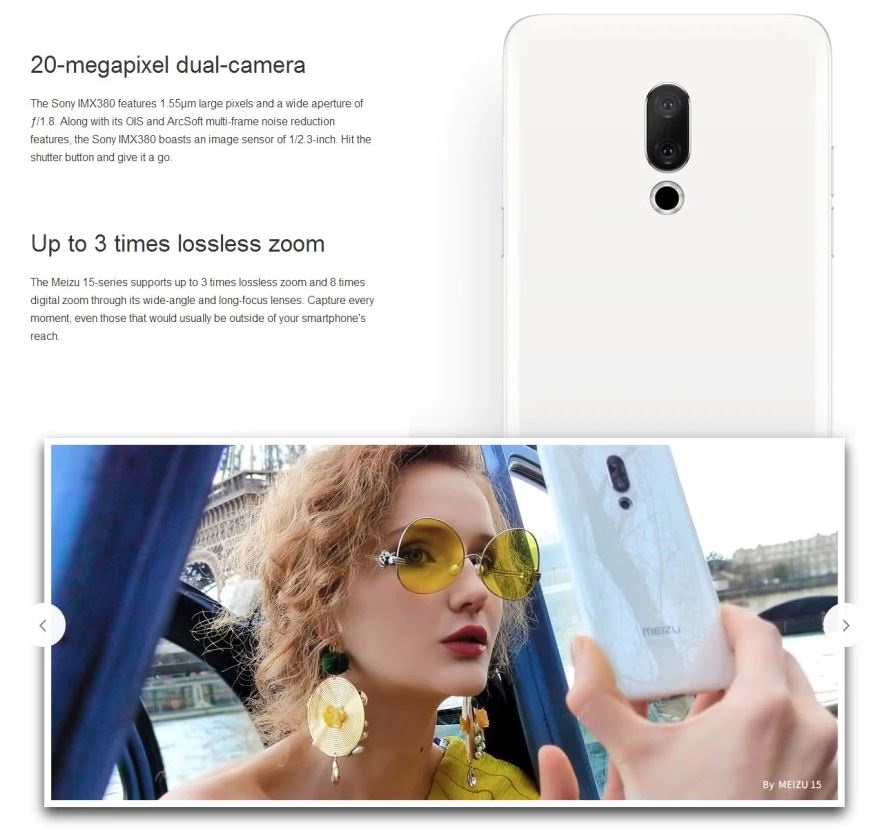 20-megapixel dual-camera
The Sony IMX380 features 1.55μm large pixels and a wide aperture of
ƒ/1.8. Along with its OIS and ArcSoft multi-frame noise reduction
features, the Sony IMX380 boasts an image sensor of 1/2.3-inch. Hit the
shutter button and give it a go.
Up to 3 times lossless zoom
The Meizu 15-series supports up to 3 times lossless zoom and 8 times
digital zoom through its wide-angle and long-focus lenses. Capture every
moment, even those that would usually be outside of your smartphone's
reach.
MEIZU
By MEIZU 15